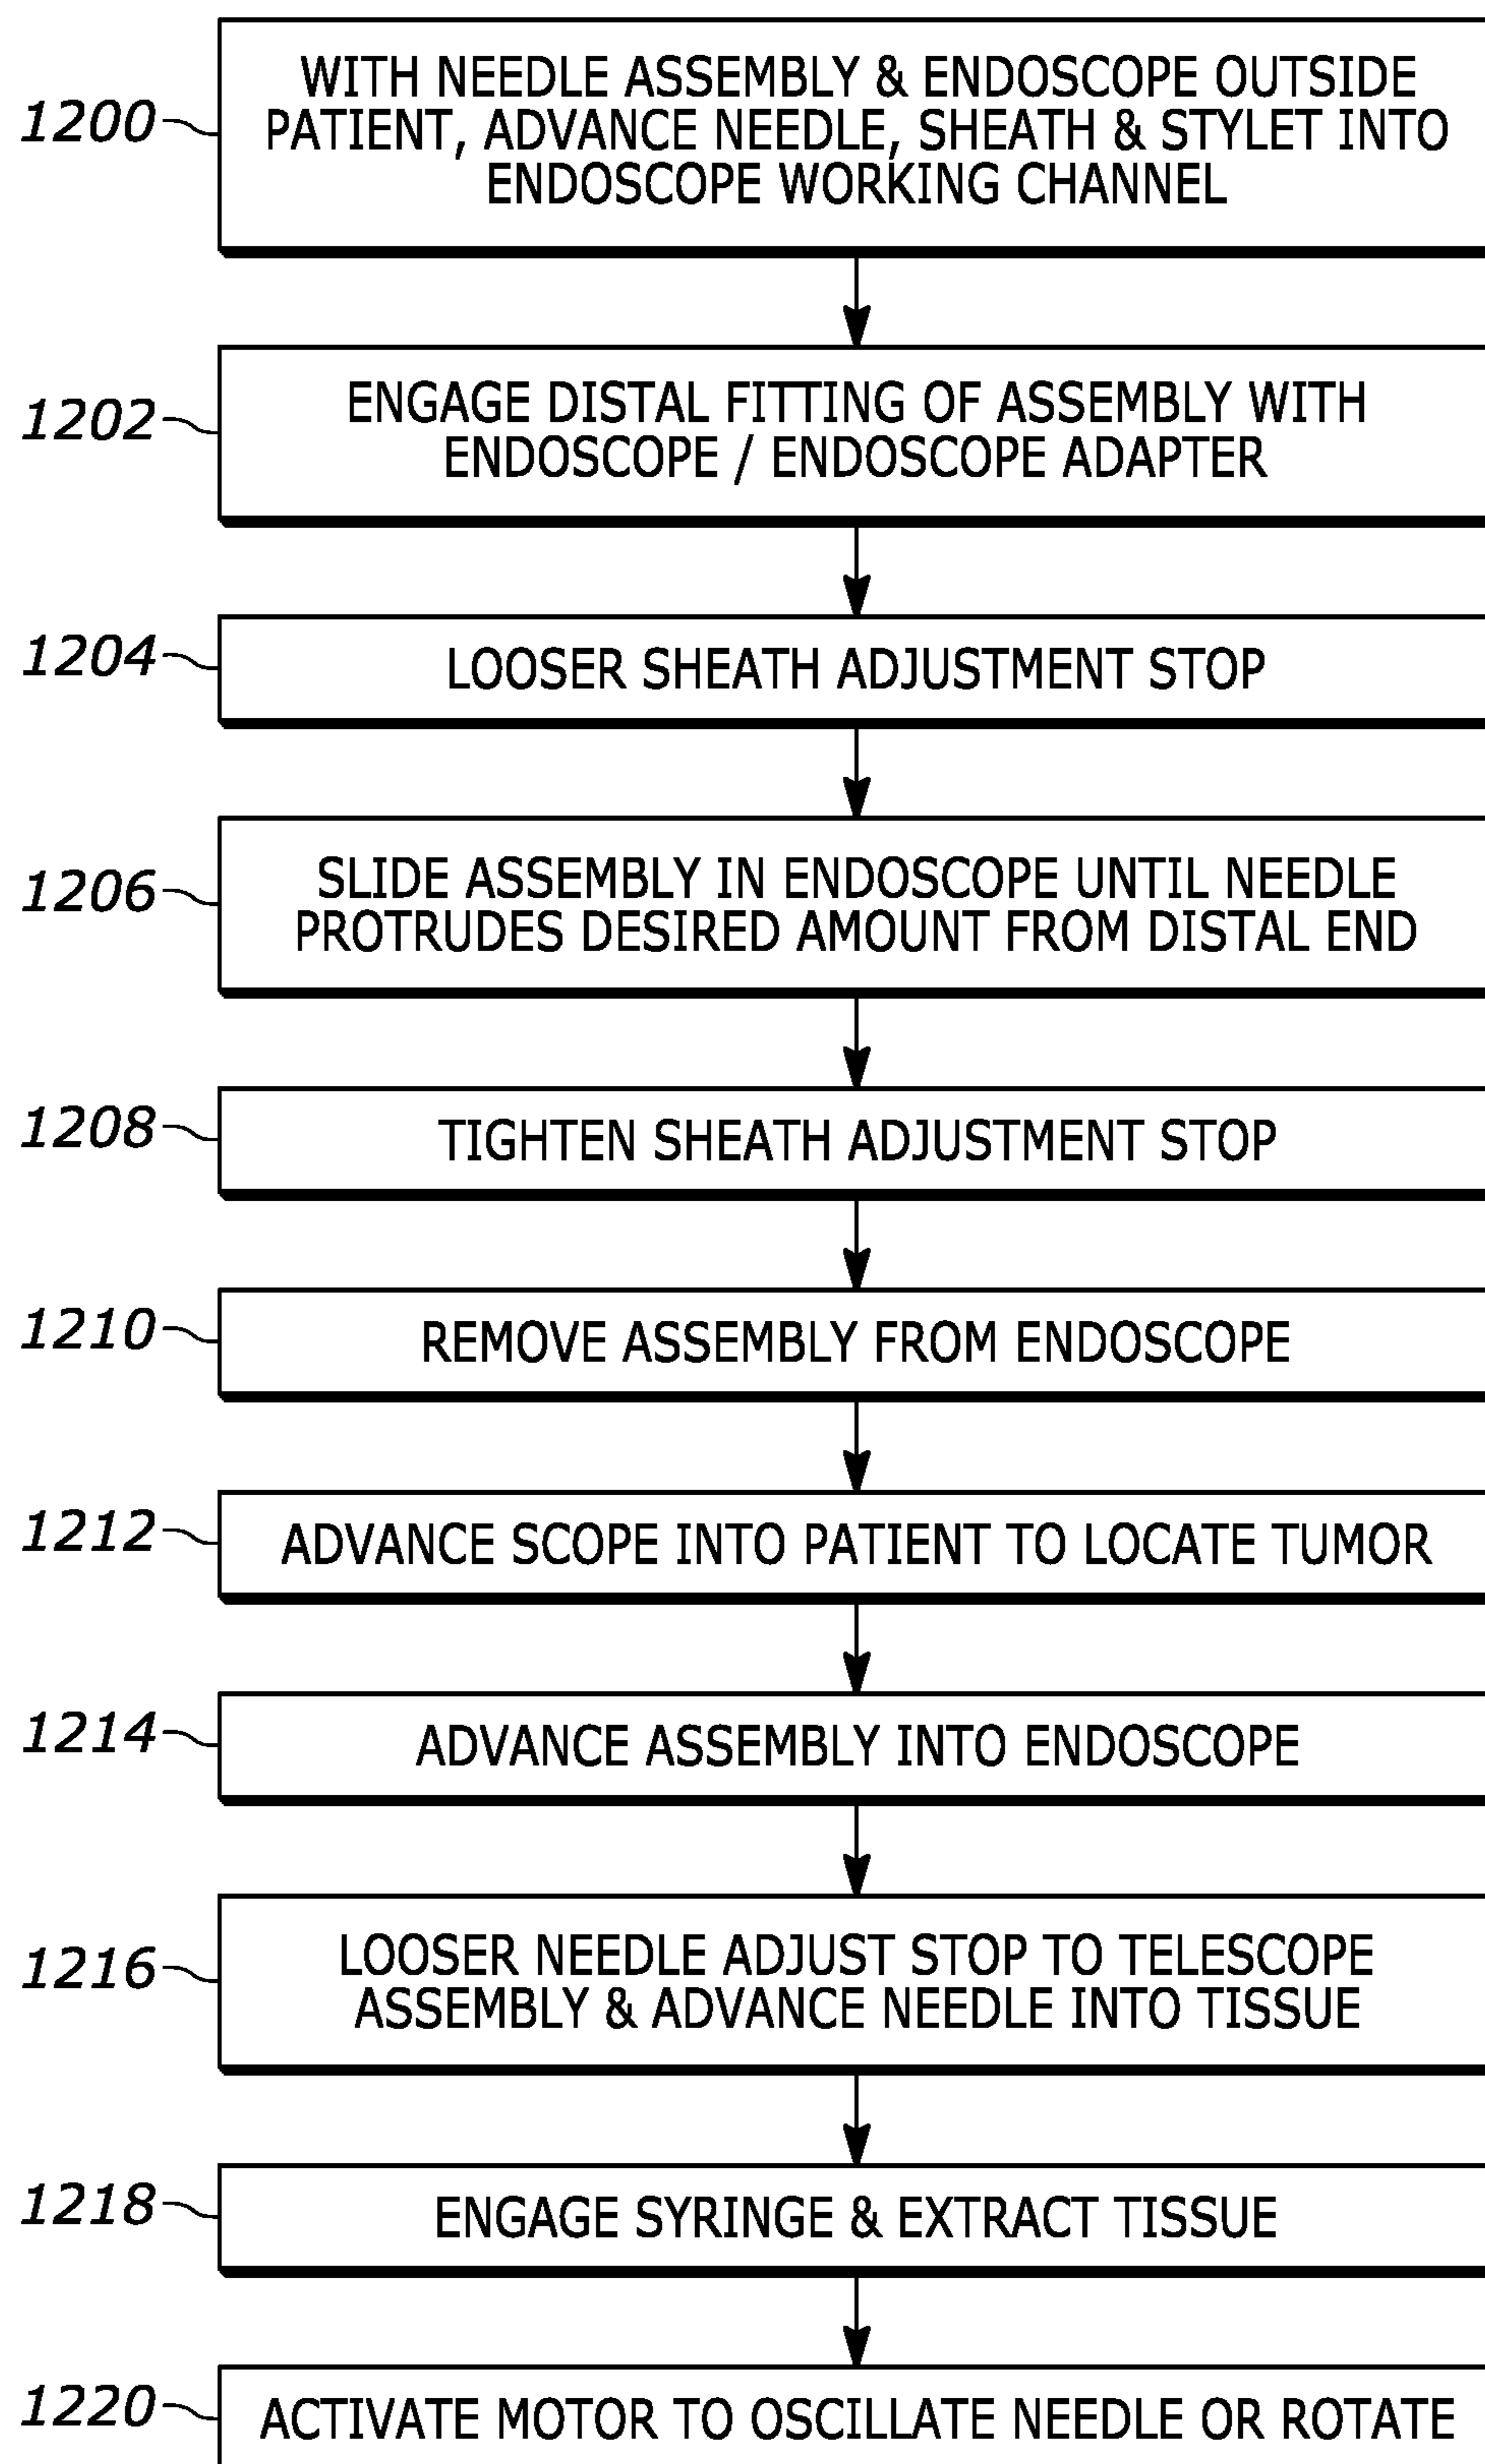 1200
WITH NEEDLE ASSEMBLY & ENDOSCOPE OUTSIDE
PATIENT, ADVANCE NEEDLE, SHEATH & STYLET INTO
ENDOSCOPE WORKING CHANNEL
1202
ENGAGE DISTAL FITTING OF ASSEMBLY WITH
ENDOSCOPE / ENDOSCOPE ADAPTER
1204
LOOSER SHEATH ADJUSTMENT STOP
1206
SLIDE ASSEMBLY IN ENDOSCOPE UNTIL NEEDLE
PROTRUDES DESIRED AMOUNT FROM DISTAL END
1208
TIGHTEN SHEATH ADJUSTMENT STOP
1210
REMOVE ASSEMBLY FROM ENDOSCOPE
1212
ADVANCE SCOPE INTO PATIENT TO LOCATE TUMOR
1214
ADVANCE ASSEMBLY INTO ENDOSCOPE
1216
LOOSER NEEDLE ADJUST STOP TO TELESCOPE
ASSEMBLY & ADVANCE NEEDLE INTO TISSUE
1218
ENGAGE SYRINGE & EXTRACT TISSUE
1220
ACTIVATE MOTOR TO OSCILLATE NEEDLE OR ROTATE